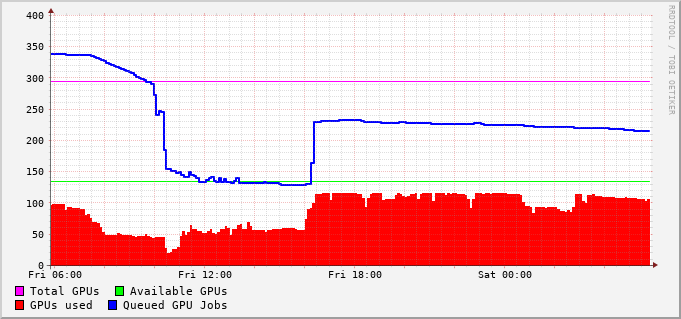 400
350
300
250
200
150
100
50
0
Fri 06:00 Fri 12:00 Fri 18:00 Sat 00:00
Total GPUs Available GPUs
GPUs used Queued GPU Jobs
RRDTOOL / TOBI OETIKER